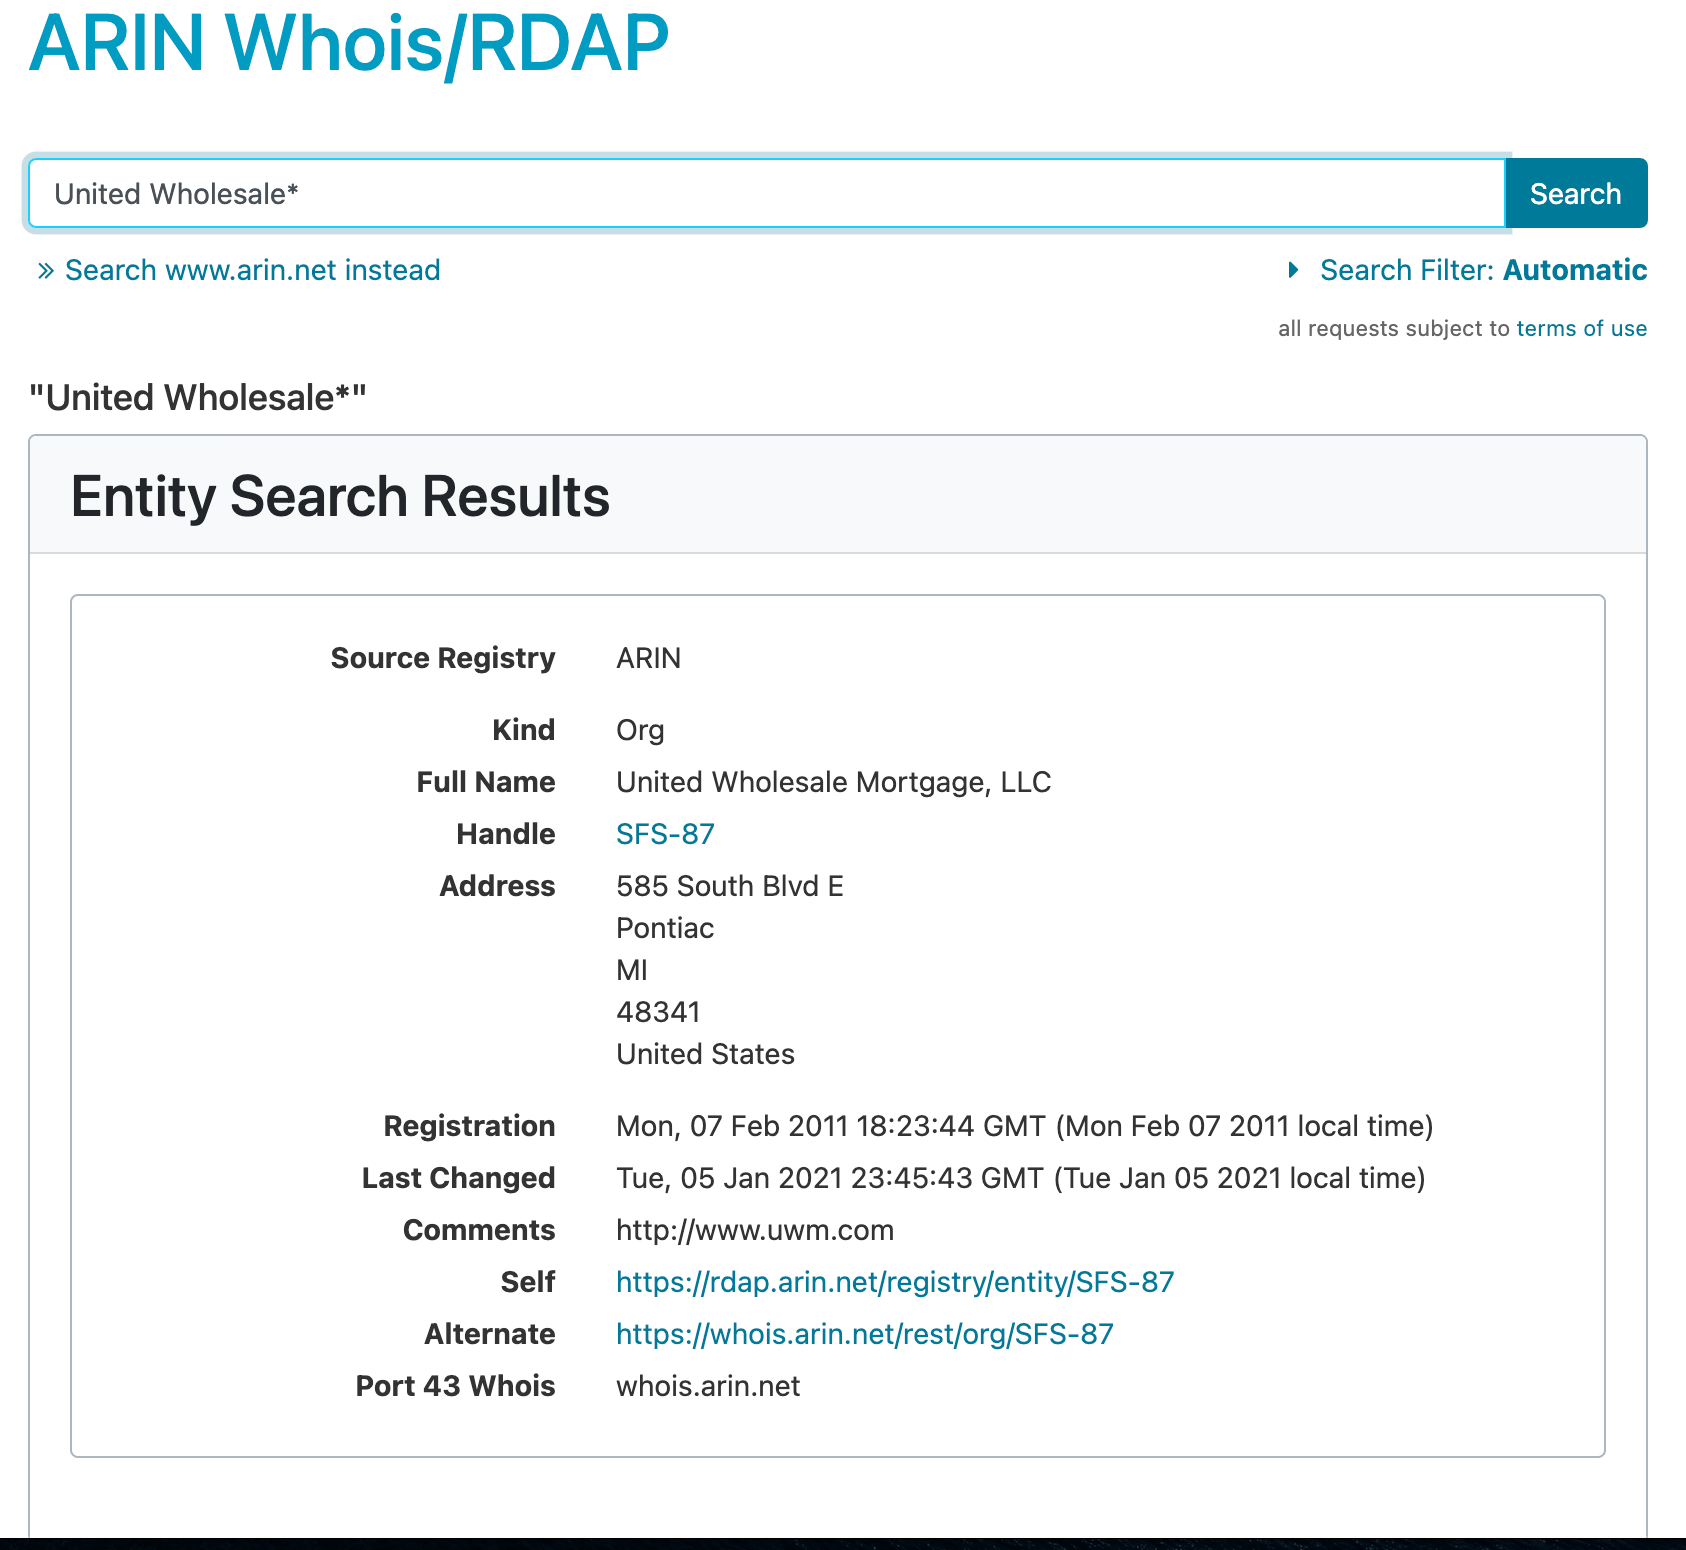 ARIN Whois/RDAP
United Wholesale*
Search
» Search www.arin.net instead
Search Filter: Automatic
all requests subject to terms of use
"United Wholesale*"
Entity Search Results
Source Registry ARIN
Kind Org
Full Name United Wholesale Mortgage, LLC
Handle SFS-87
Address 585 South Blvd E
Pontiac
MI
48341
United States
Registration Mon, 07 Feb 2011 18:23:44 GMT (Mon Feb 07 2011 local time)
Last Changed Tue, 05 Jan 2021 23:45:43 GMT (Tue Jan 05 2021 local time)
Comments http://www.uwm.com
Self https://rdap.arin.net/registry/entity/SFS-87
Alternate https://whois.arin.net/rest/org/SFS-87
Port 43 Whois whois.arin.net